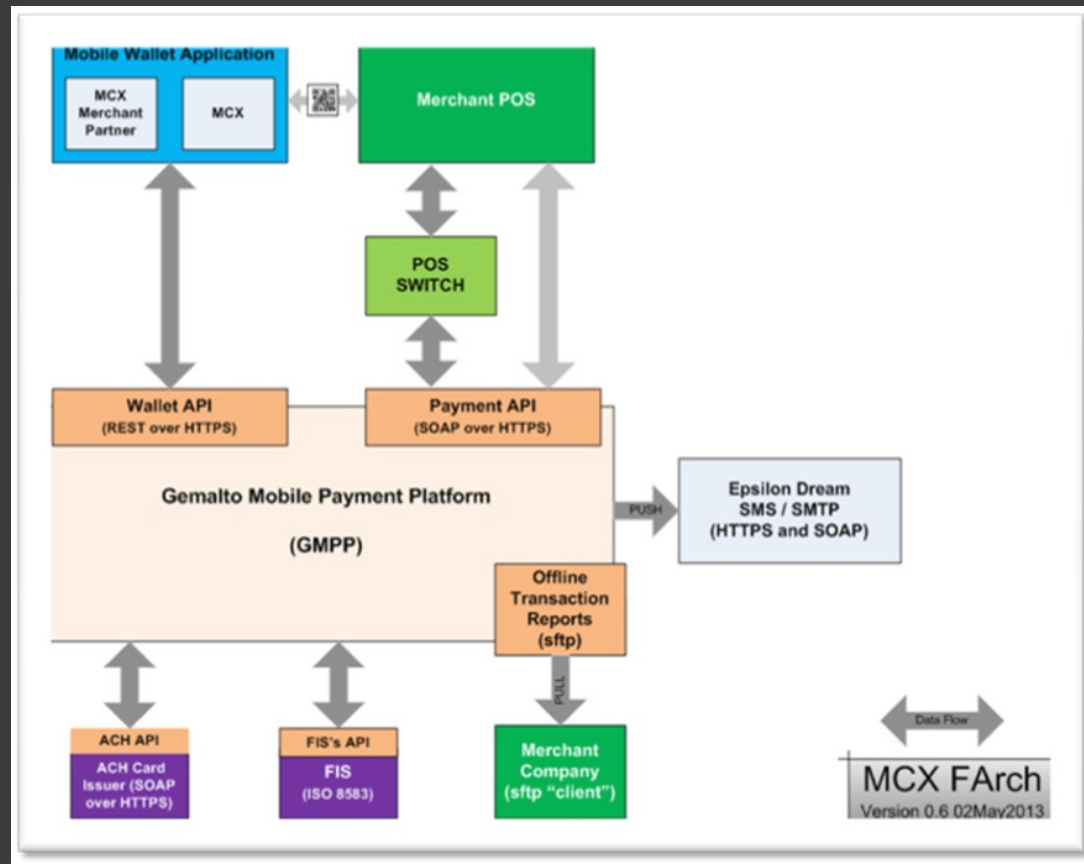 Mobile Wallet Application
MCX
Merchant
Partner
MCX
Merchant POS
POS
SWITCH
Wallet API
(REST over HTTPS)
Payment API
(SOAP over HTTPS)
Gemalto Mobile Payment Platform
(GMPP)
PUSH
Epsilon Dream
SMS / SMTP
(HTTPS and SOAP)
Offline
Transaction
Reports
(sftp)
PULL
ACH API
ACH Card
Issuer (SOAP
over HTTPS)
FIS's API
FIS
(ISO 8583)
Merchant
Company
(sftp “client”)
Data Flow
MCX FArch
Version 0.6 02May2013